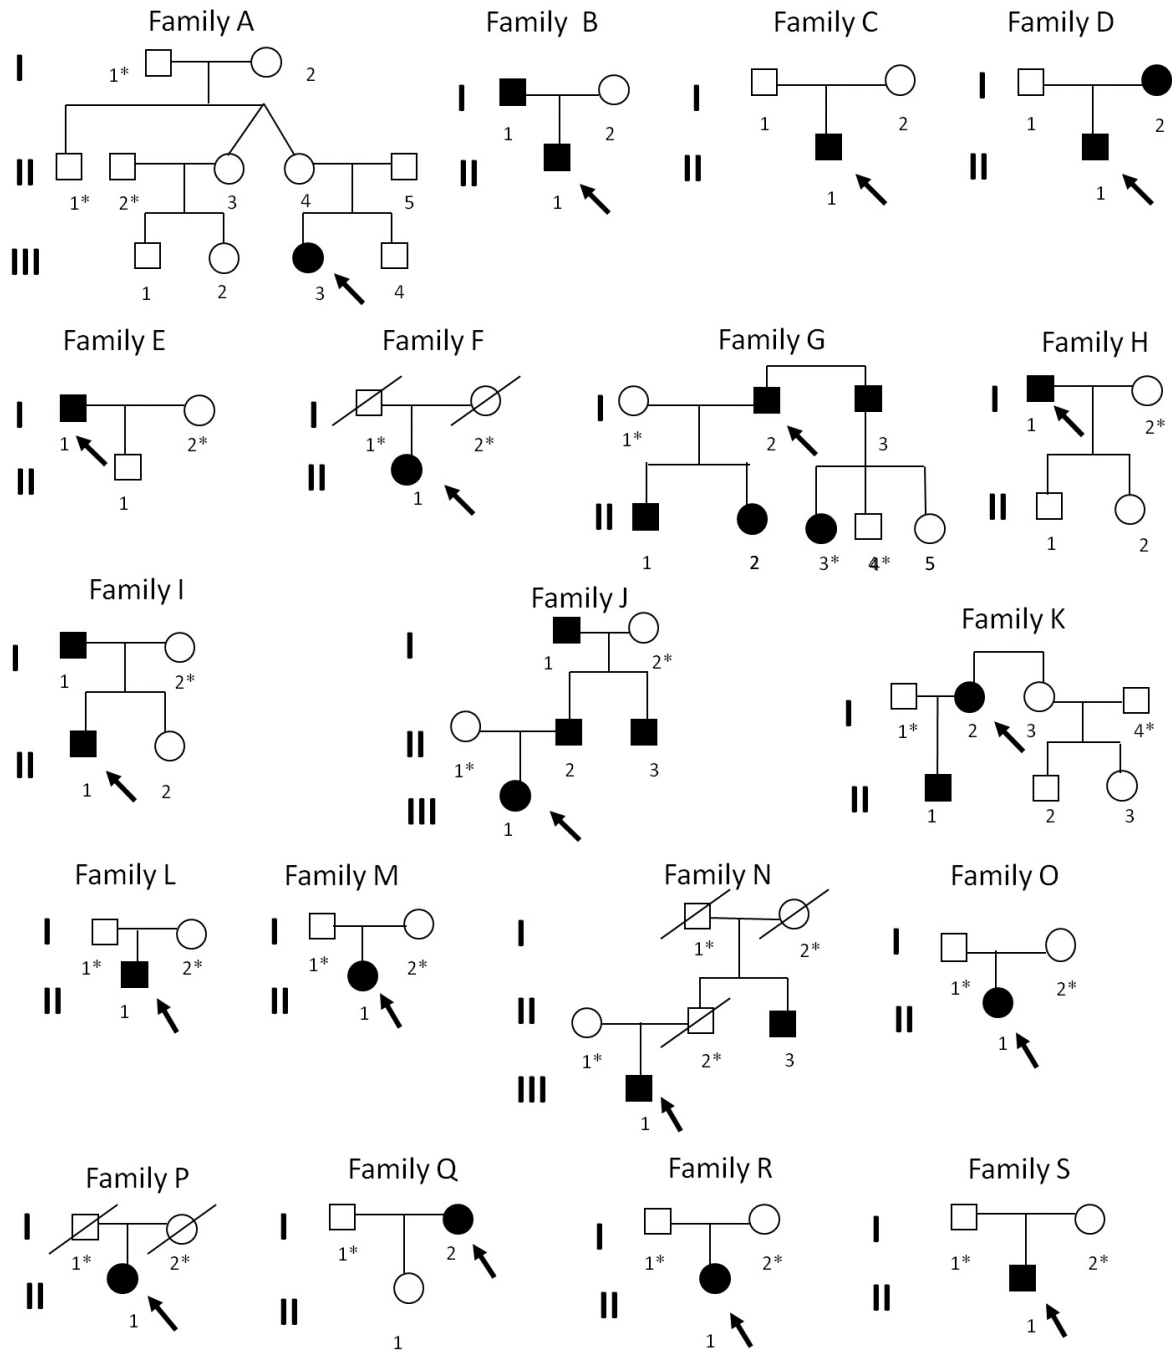 Family A
I
1*
2
II
1*
2*
3
4
5
III
1
2
3
4
Family B
I
1
2
II
1
Family C
I
1
2
II
1
Family D
I
1
2
II
1
Family E
I
1
2*
II
1
Family F
I
1*
2*
II
1
Family G
I
1*
2
3
II
1
2
3*
4*
5
Family H
I
1
2*
II
1
2
Family I
I
1
2*
II
1
2
Family J
I
1
2*
II
1*
2
3
III
1
Family K
I
1*
2
3
4*
II
1
2
3
Family L
I
1*
2*
II
1
Family M
I
1*
2*
II
1
Family N
I
1*
2*
II
1*
2*
3
III
1
Family O
I
1*
2*
II
1
Family P
I
1*
2*
II
1
Family Q
I
1*
2
II
1
Family R
I
1*
2*
II
1
Family S
I
1*
2*
II
1